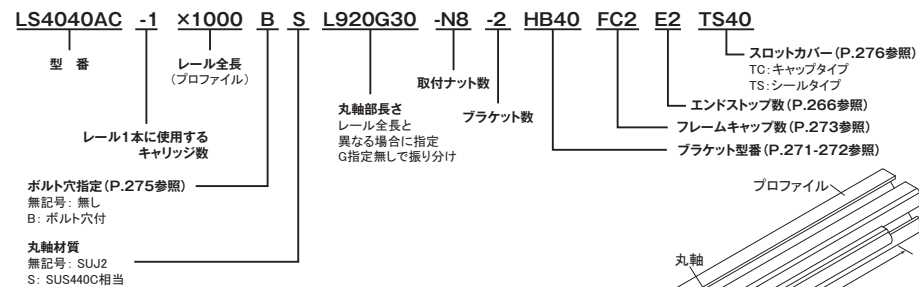 LS4040AC -1 ×1000 B S L920G30 -N8 -2 HB40 FC2 E2 TS40
型 番
レール全長
(プロファイル)
レール1本に使用する
キャリッジ数
ボルト穴指定(P.275参照)
無記号: 無し
B: ボルト穴付
丸軸材質
無記号: SUJ2
S: SUS440C相当
丸軸部長さ
レール全長と
異なる場合に指定
G指定無しで振り分け
取付ナット数
ブラケット数
スロットカバー(P.276参照)
TC:キャップタイプ
TS:シールタイプ
エンドストップ数(P.266参照)
フレームキャップ数(P.273参照)
ブラケット型番(P.271-272参照)
プロファイル
丸軸